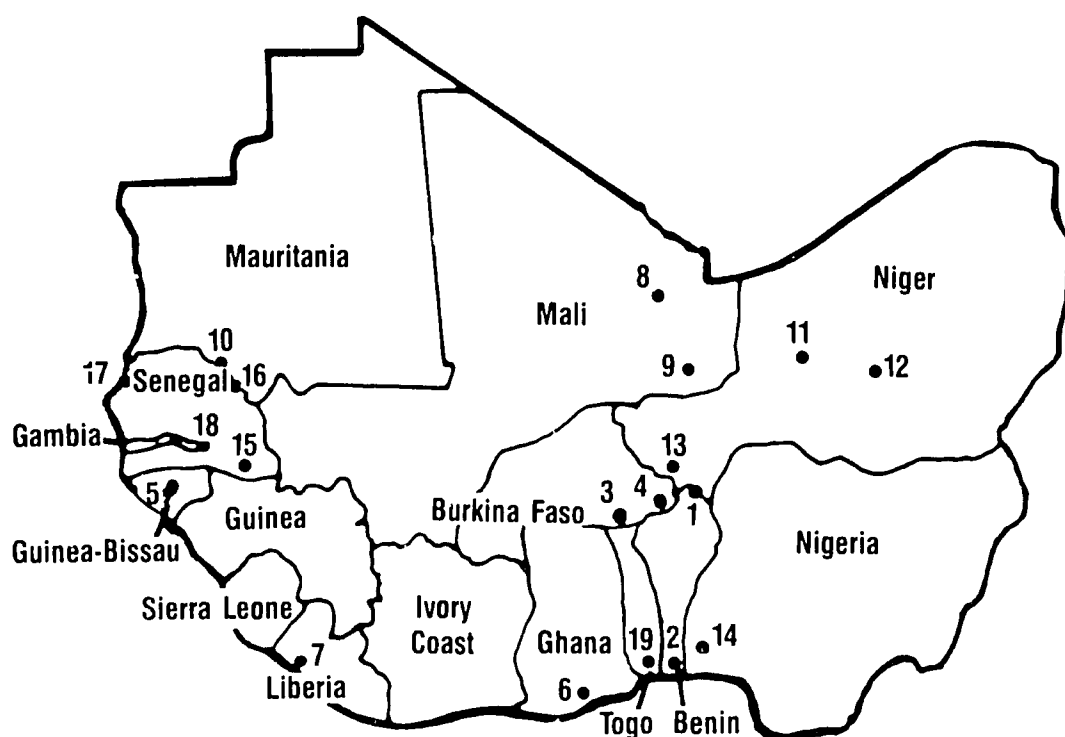 Mauritania
Niger
8
Mali
11
10
9
12
17
Senegal
16
Gambia
18
15
13
5
3
4
1
Guinea
Burkina Faso
Nigeria
Guinea-Bissau
Sierra Leone
Ivory
Coast
Ghana
19
2
14
7
Liberia
6
Togo
Benin